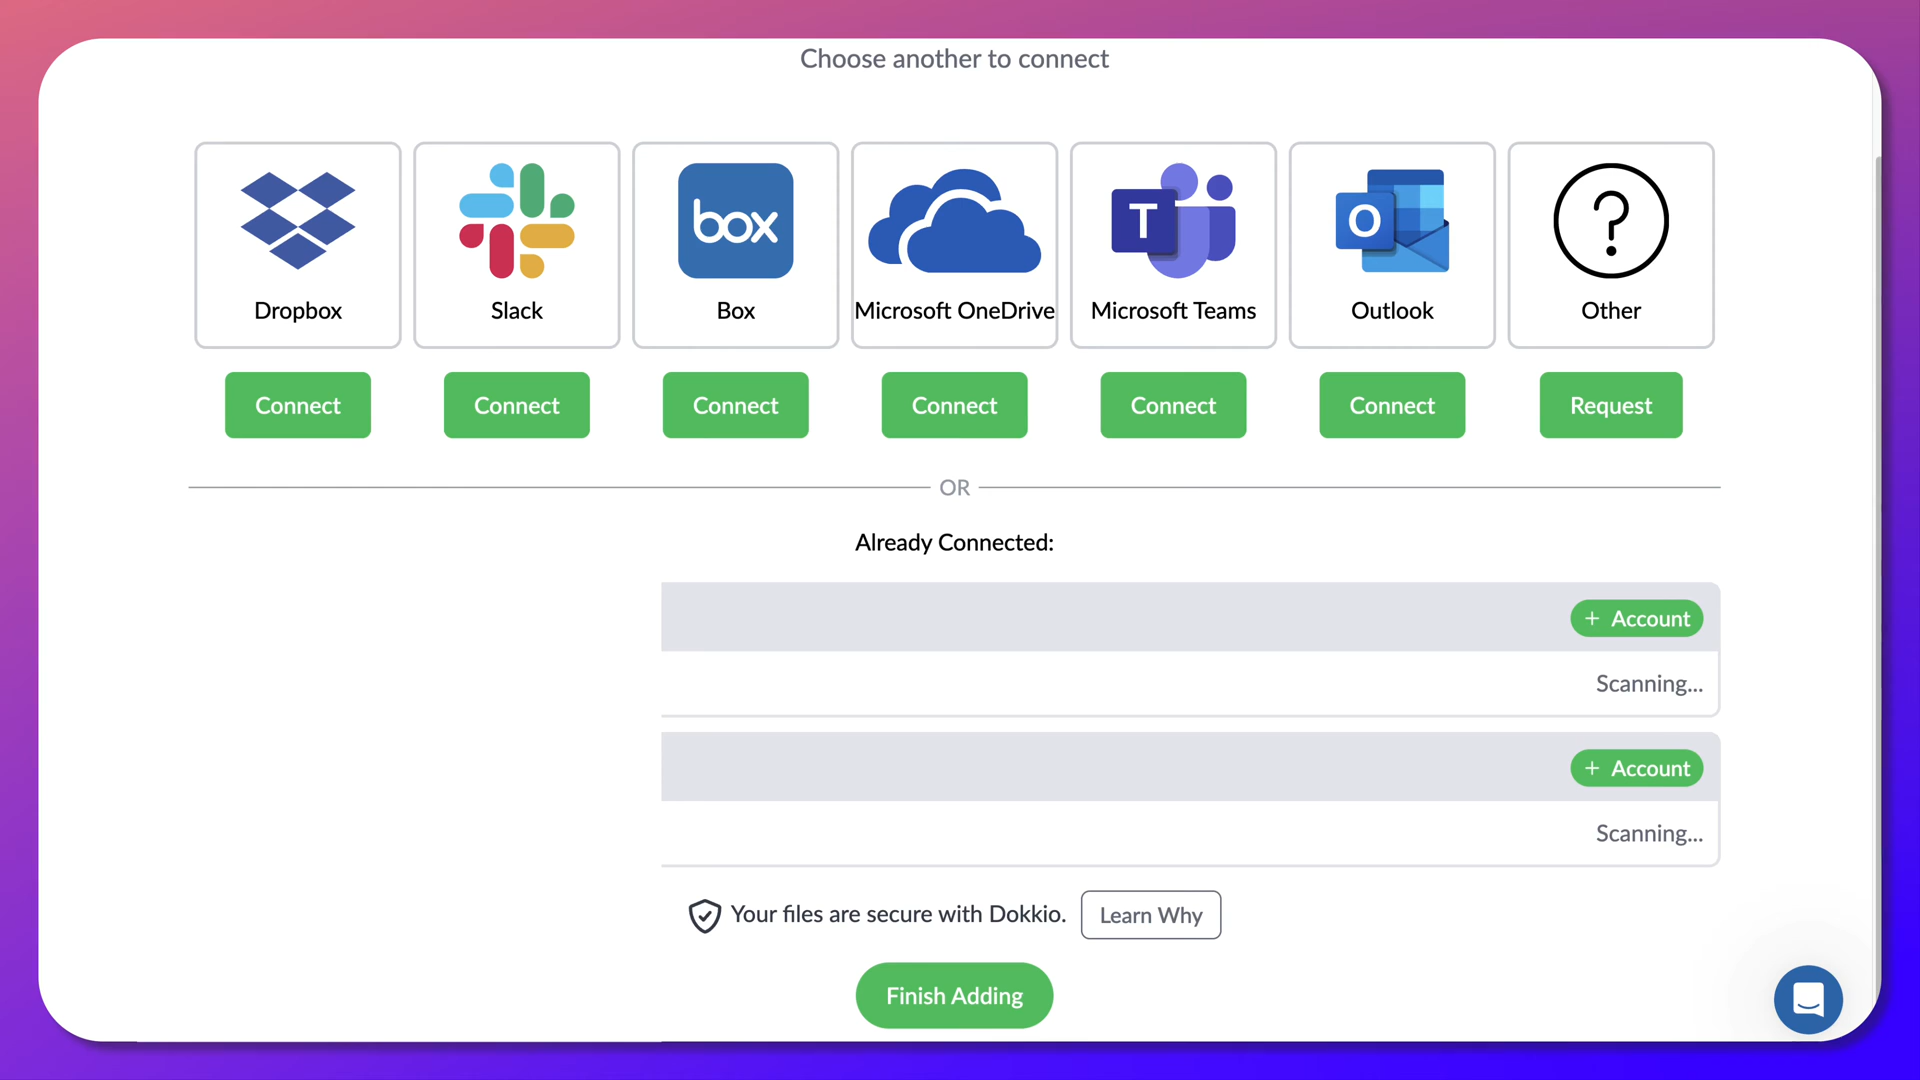 Choose another to connect
box
T
O
Dropbox
Slack
Box
Microsoft OneDrive
Microsoft Teams
Outlook
Other
Connect
Connect
Connect
Connect
Connect
Connect
Request
OR
Already Connected:
+ Account
Scanning...
+ Account
Scanning...
Your files are secure with Dokkio.
Learn Why
Finish Adding